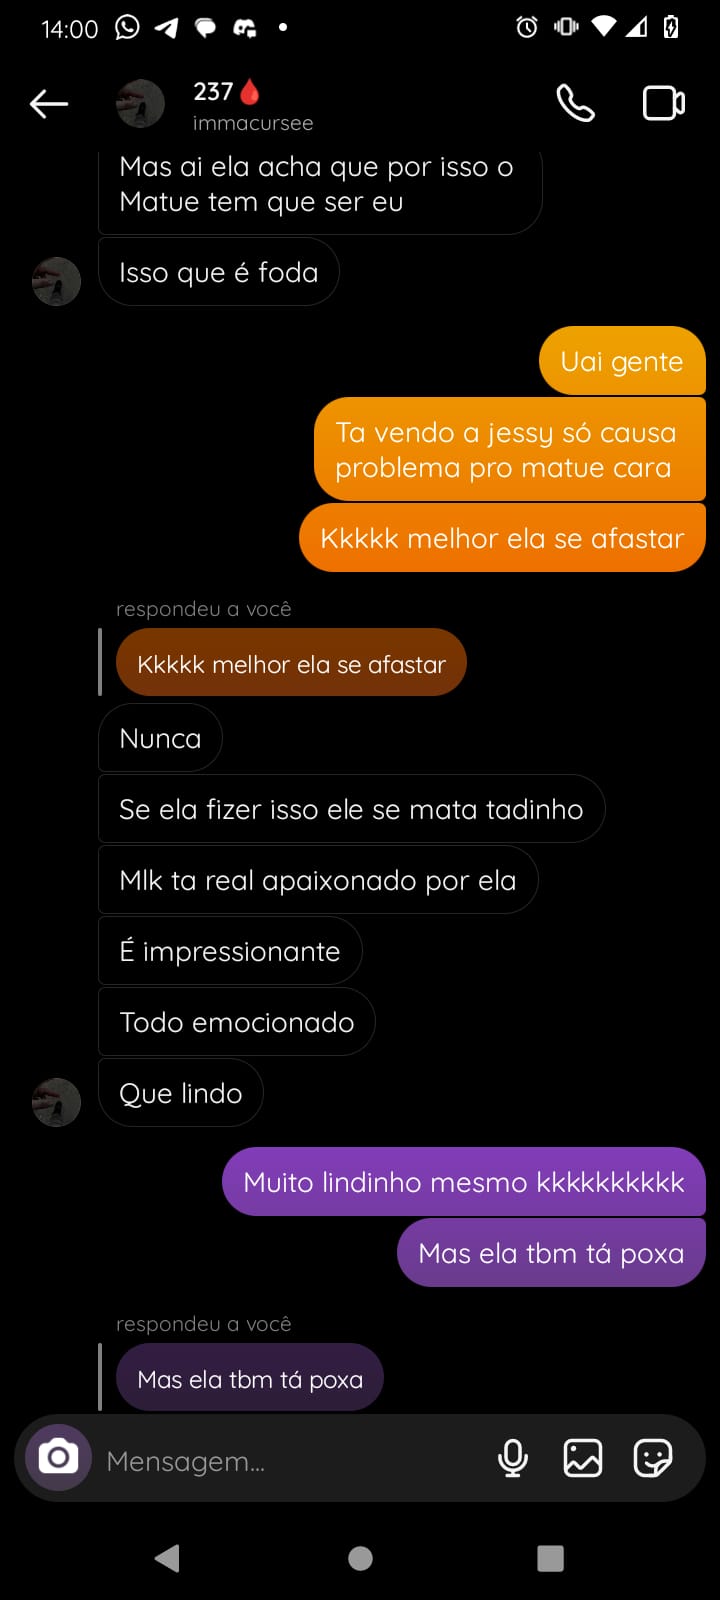 14:00
237🩸
immacursee
Mas ai ela acha que por isso o
Matue tem que ser eu
Isso que é foda
Uai gente
Ta vendo a jessy só causa
problema pro matue cara
Kkkkk melhor ela se afastar
respondeu a você
Kkkkk melhor ela se afastar
Nunca
Se ela fizer isso ele se mata tadinho
Mlk ta real apaixonado por ela
É impressionante
Todo emocionado
Que lindo
Muito lindinho mesmo kkkkkkkkkk
Mas ela tbm tá poxa
respondeu a você
Mas ela tbm tá poxa
Mensagem...